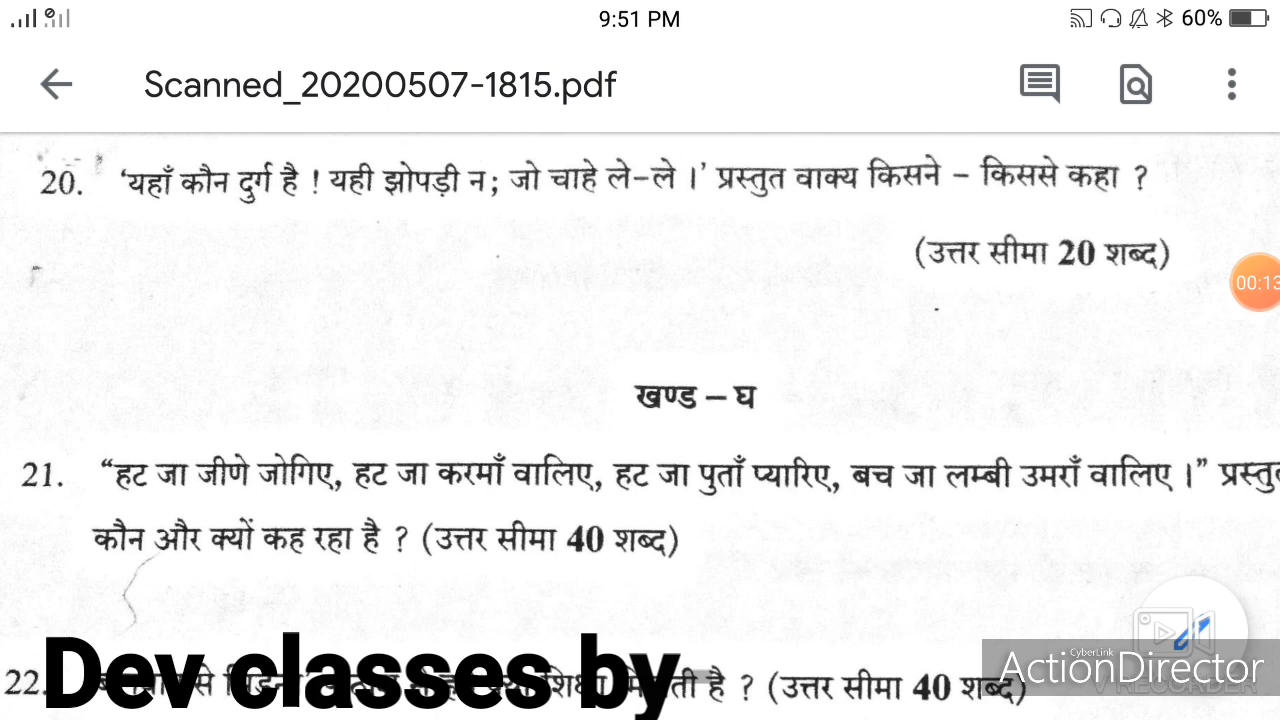 9:51 PM
60%
Scanned_20200507-1815.pdf
20. 'यहाँ कौन दुर्ग है ! यही झोपड़ी न; जो चाहे ले-ले ।' प्रस्तुत वाक्य किसने – किससे कहा ?
(उत्तर सीमा 20 शब्द)
00:13
खण्ड – घ
21. "हट जा जीणे जोगिए, हट जा करमाँ वालिए, हट जा पुताँ प्यारिए, बच जा लम्बी उमराँ वालिए ।" प्रस्तुत
कौन और क्यों कह रहा है ? (उत्तर सीमा 40 शब्द)
CyberLink
ActionDirector
22. है ? (उत्तर सीमा 40 शब्द)
Dev classes by